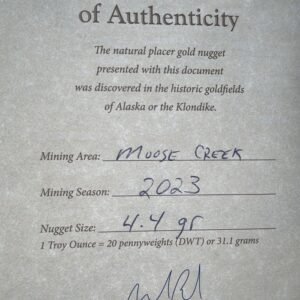 of Authenticity
The natural placer gold nugget
presented with this document
was discovered in the historic goldfields
of Alaska or the Klondike.
Mining Area: MOOSE CREEK
Mining Season: 2023
Nugget Size: 4.4 gr
1 Troy Ounce = 20 pennyweights (DWT) or 31.1 grams